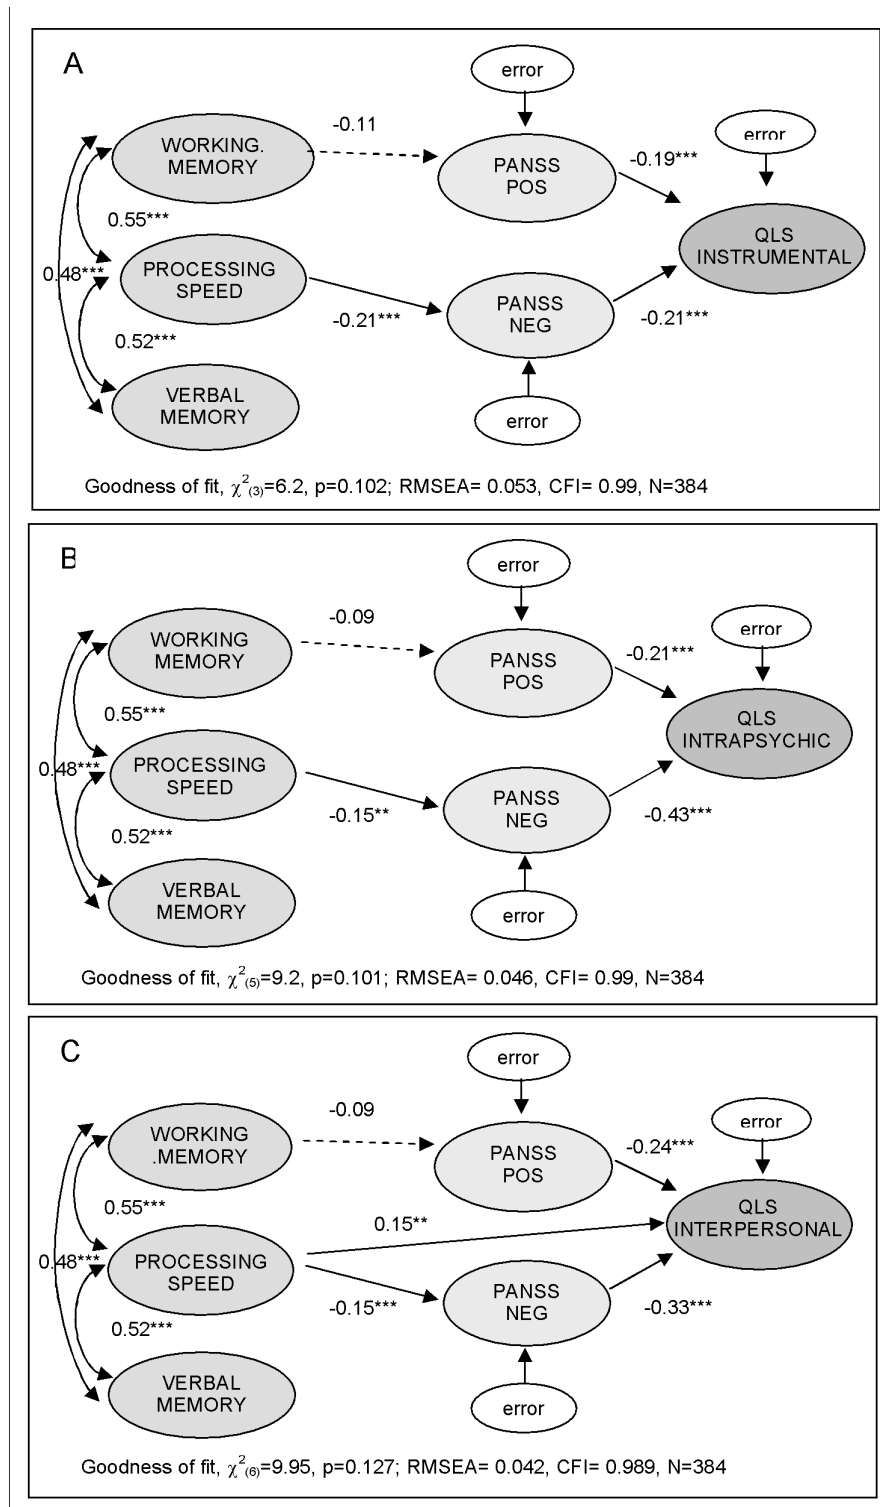 A
error
-0.11
error
WORKING.
MEMORY
PANSS
POS
-0.19***
0.55***
QLS
INSTRUMENTAL
0.48***
PROCESSING
SPEED
PANSS
NEG
-0.21***
-0.21***
0.52***
VERBAL
MEMORY
error
Goodness of fit, χ²₍₃₎=6.2, p=0.102; RMSEA= 0.053, CFI= 0.99, N=384
B
error
-0.09
error
WORKING
MEMORY
PANSS
POS
-0.21***
0.55***
QLS
INTRAPSYCHIC
0.48***
PROCESSING
SPEED
PANSS
NEG
-0.15**
-0.43***
0.52***
VERBAL
MEMORY
error
Goodness of fit, χ²₍₅₎=9.2, p=0.101; RMSEA= 0.046, CFI= 0.99, N=384
C
error
-0.09
error
WORKING
.MEMORY
PANSS
POS
-0.24***
0.55***
0.15**
QLS
INTERPERSONAL
0.48***
PROCESSING
SPEED
PANSS
NEG
-0.15***
-0.33***
0.52***
VERBAL
MEMORY
error
Goodness of fit, χ²₍₆₎=9.95, p=0.127; RMSEA= 0.042, CFI= 0.989, N=384